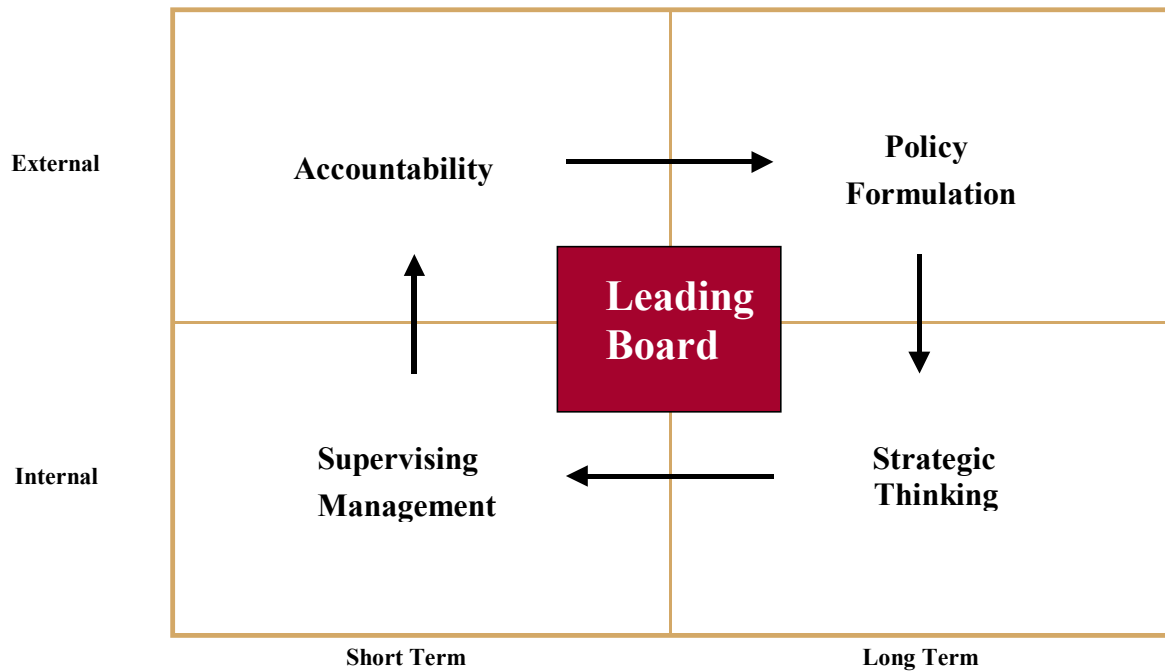 External
Accountability
Policy
Formulation
Leading
Board
Internal
Supervising
Management
Strategic
Thinking
Short Term
Long Term